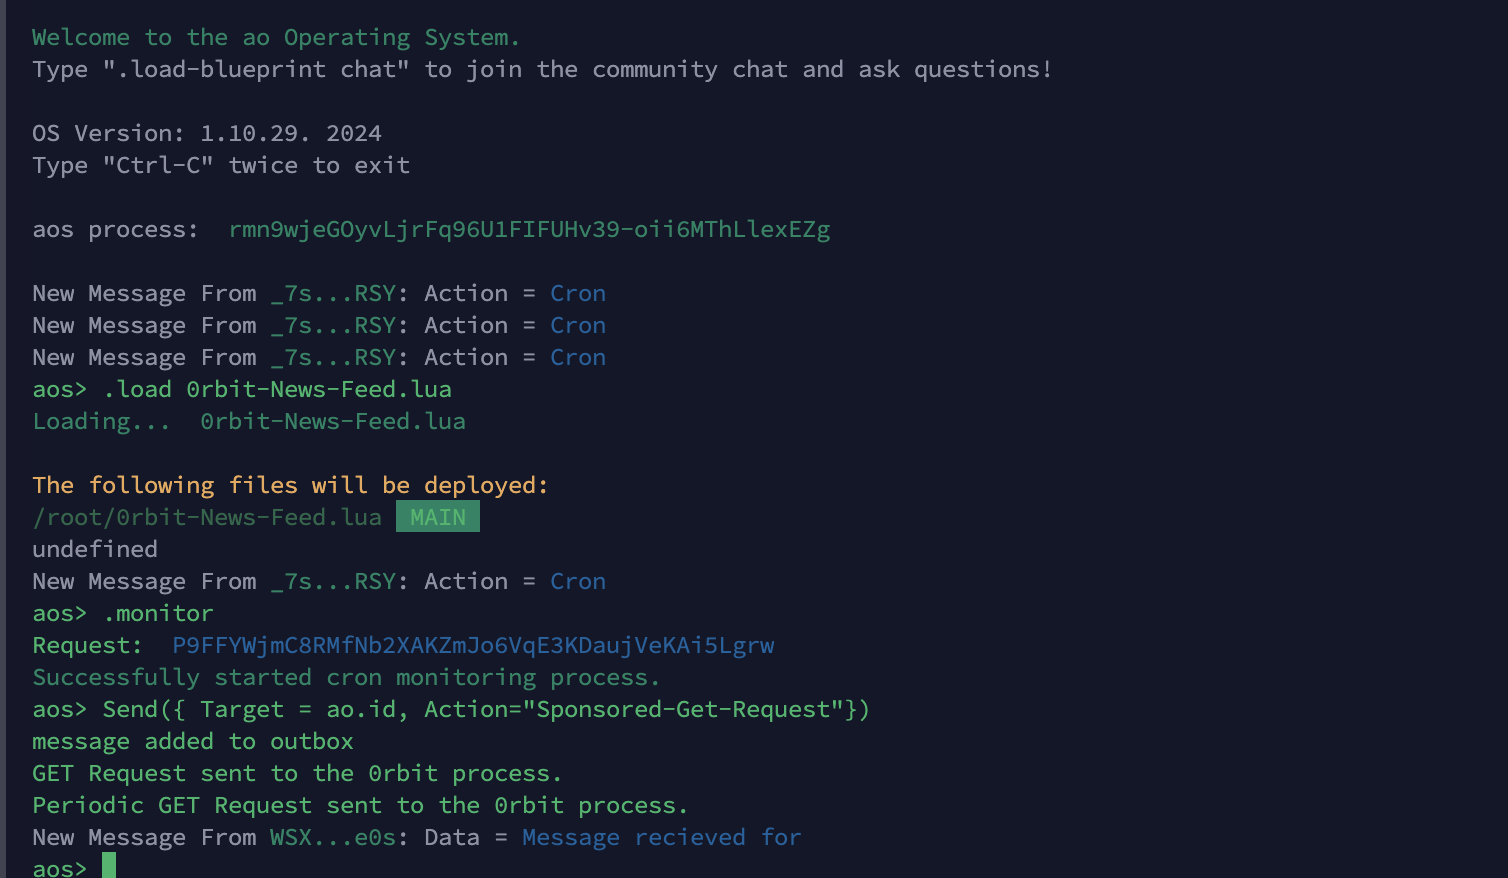 Welcome to the ao Operating System.
Type ".load-blueprint chat" to join the community chat and ask questions!
OS Version: 1.10.29. 2024
Type "Ctrl-C" twice to exit
aos process:  rmn9wjeGOyvLjrFq96U1FIFUHv39-oii6MThLlexEZg
New Message From _7s...RSY: Action = Cron
New Message From _7s...RSY: Action = Cron
New Message From _7s...RSY: Action = Cron
aos> .load 0rbit-News-Feed.lua
Loading...  0rbit-News-Feed.lua
The following files will be deployed:
/root/0rbit-News-Feed.lua MAIN
undefined
New Message From _7s...RSY: Action = Cron
aos> .monitor
Request:  P9FFYWjmC8RMfNb2XAKZmJo6VqE3KDaujVeKAi5Lgrw
Successfully started cron monitoring process.
aos> Send({ Target = ao.id, Action="Sponsored-Get-Request"})
message added to outbox
GET Request sent to the 0rbit process.
Periodic GET Request sent to the 0rbit process.
New Message From WSX...e0s: Data = Message recieved for
aos>